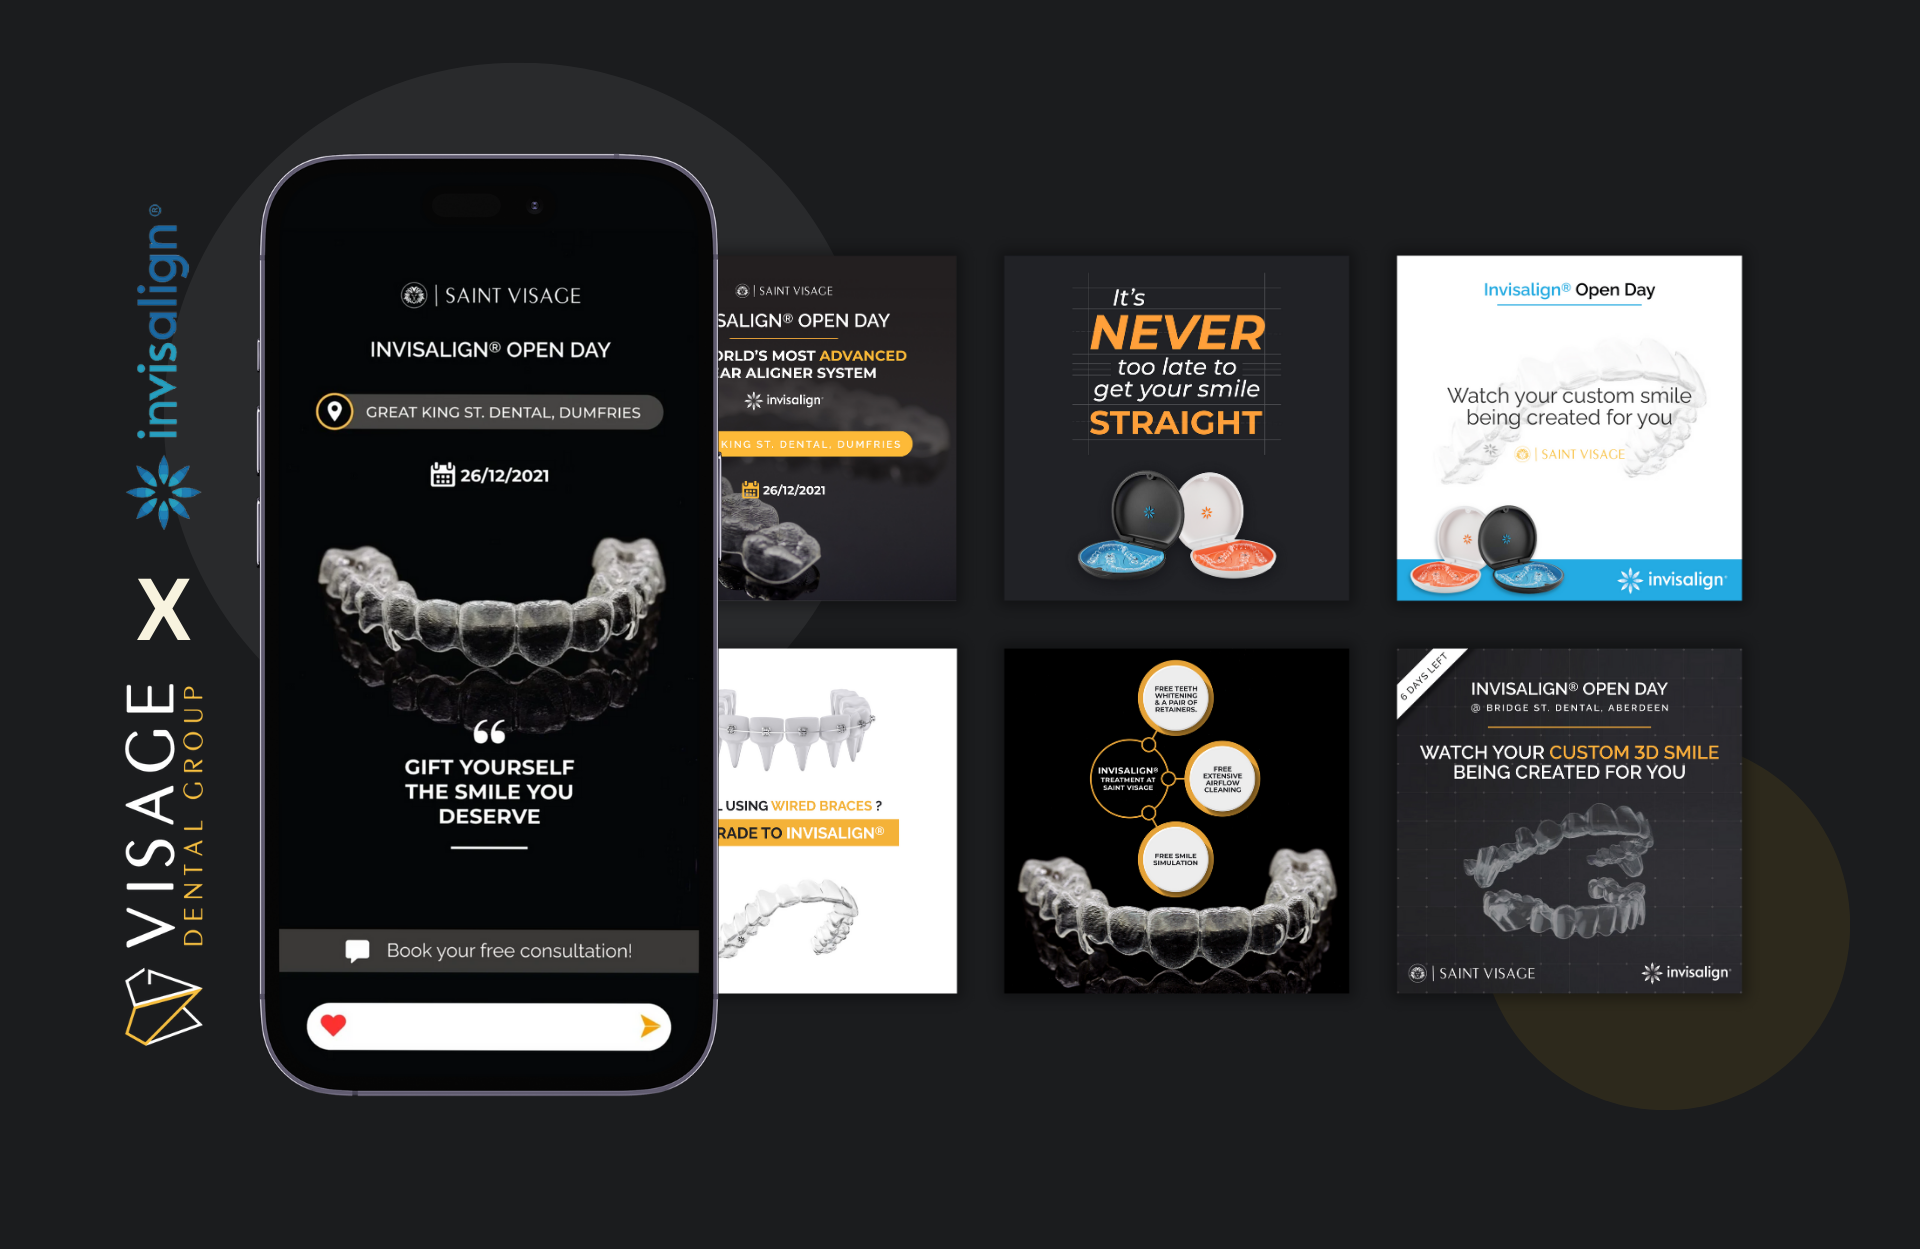 invisalign®
X
VISAGE
DENTAL GROUP
SAINT VISAGE
INVISALIGN® OPEN DAY
GREAT KING ST. DENTAL, DUMFRIES
26/12/2021
“
GIFT YOURSELF
THE SMILE YOU
DESERVE
Book your free consultation!
SAINT VISAGE
SALIGN® OPEN DAY
ORLD'S MOST ADVANCED
AR ALIGNER SYSTEM
invisalign
KING ST. DENTAL, DUMFRIES
26/12/2021
It's
NEVER
too late to
get your smile
STRAIGHT
Invisalign® Open Day
Watch your custom smile
being created for you
SAINT VISAGE
invisalign
USING WIRED BRACES ?
RADE TO INVISALIGN®
FREE TEETH
WHITENING
& A PAIR OF
RETAINERS.
INVISALIGN®
TREATMENT AT
SAINT VISAGE
FREE
EXTENSIVE
AIRFLOW
CLEANING
FREE SMILE
SIMULATION
6 DAYS LEFT
INVISALIGN® OPEN DAY
@ BRIDGE ST. DENTAL, ABERDEEN
WATCH YOUR CUSTOM 3D SMILE
BEING CREATED FOR YOU
SAINT VISAGE
invisalign